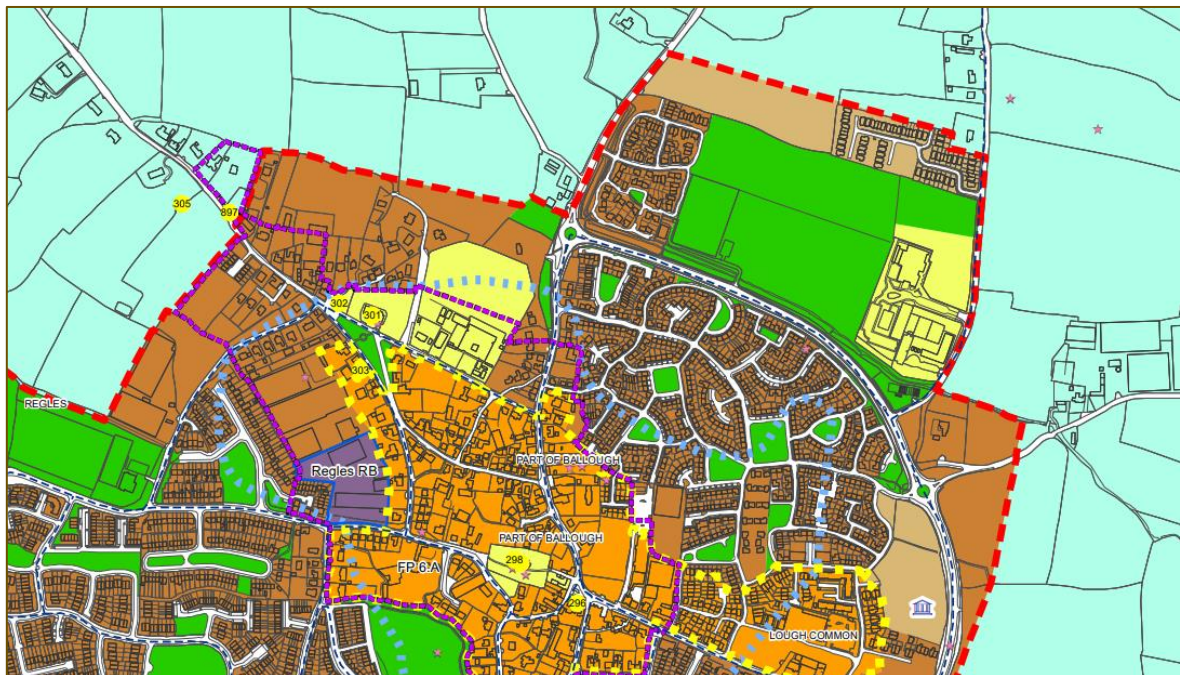 305
897
302
301
303
REGLES
Regles RB
PART OF BALLOUGH
PART OF BALLOUGH
298
FP 6.A
296
LOUGH COMMON